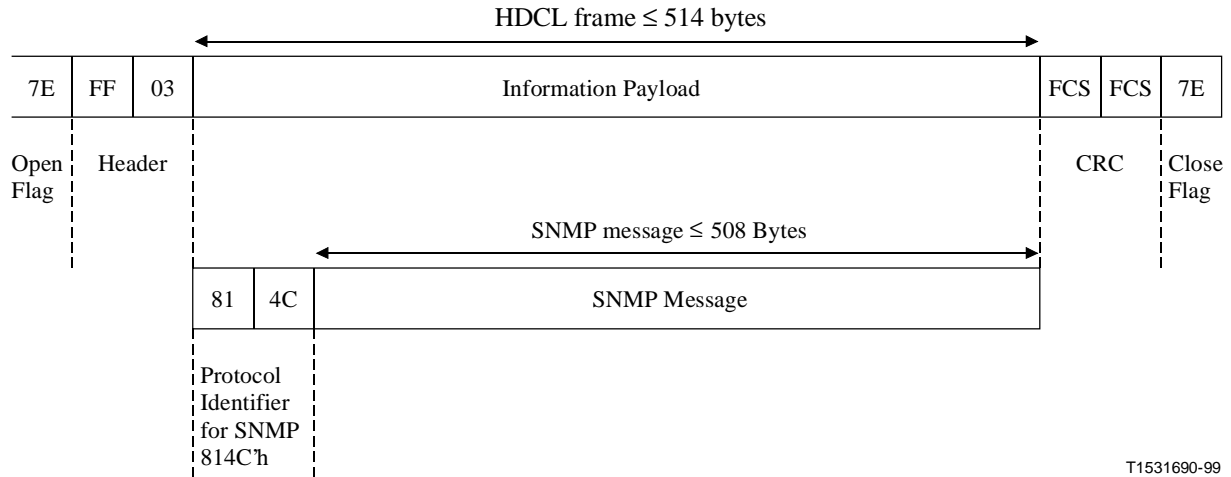 HDCL frame ≤ 514 bytes
7E FF 03 Information Payload FCS FCS 7E
Open Flag
Header
CRC
Close Flag
SNMP message ≤ 508 Bytes
81 4C SNMP Message
Protocol
Identifier
for SNMP
814C'h
T1531690-99